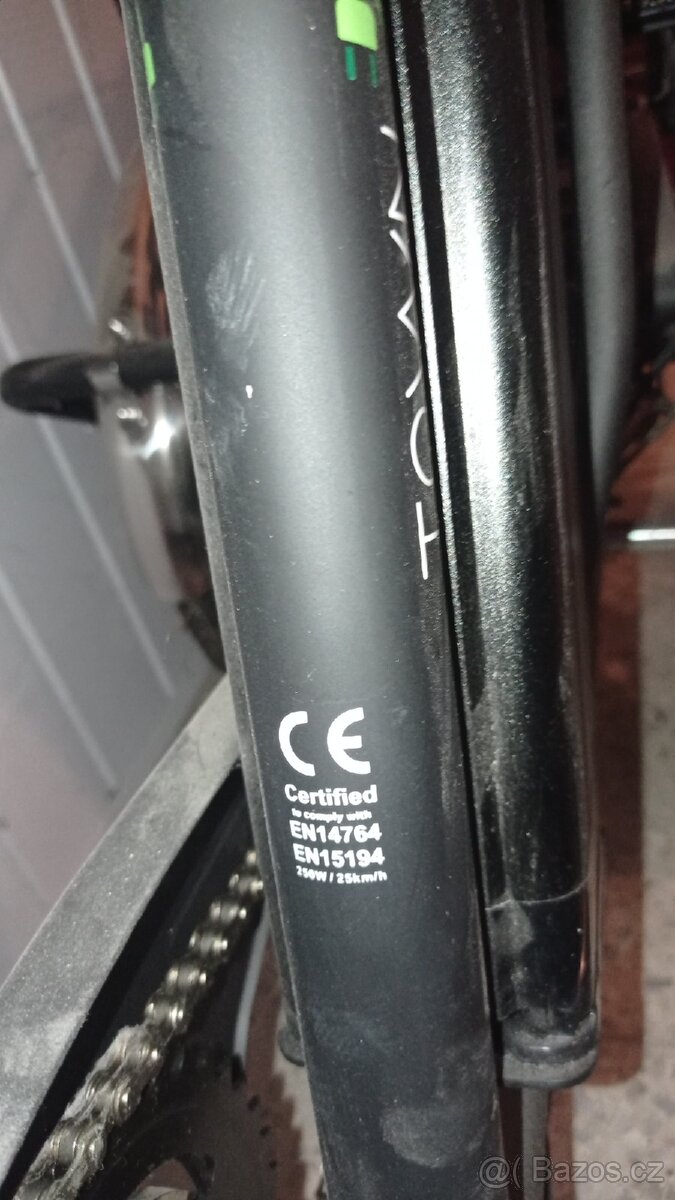 CE
Certified
to comply with
EN14764
EN15194
250W / 25km/h
@( Bazos.cz